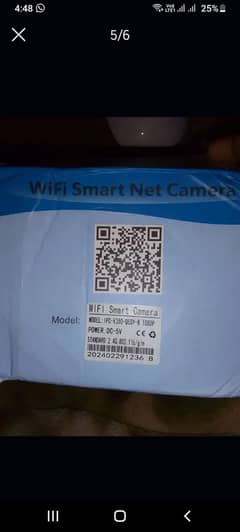 4:48
25%
5/6
WiFi Smart Net Camera
WIFI Smart Camera
Model:
POWER: DC-5V
202402291236 8